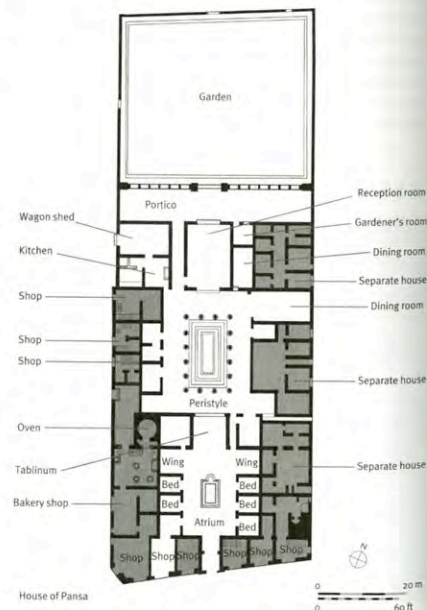 Garden
Portico
Reception room
Gardener's room
Wagon shed
Dining room
Kitchen
Separate house
Shop
Dining room
Shop
Shop
Separate house
Peristyle
Oven
Wing
Wing
Separate house
Tablinum
Bed
Bed
Bakery shop
Bed
Bed
Atrium
Shop
Shop
Shop
Shop
Shop
N
House of Pansa
0 20 m
0 60 ft